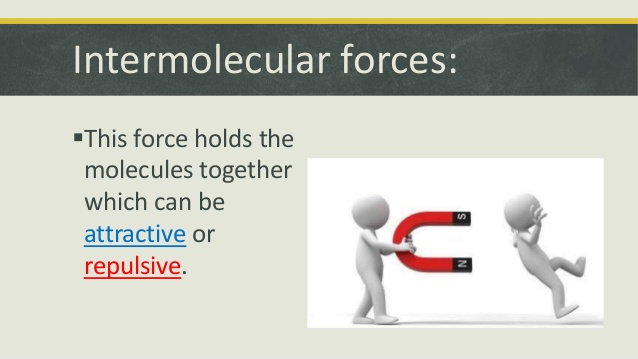 Intermolecular forces:
▪This force holds the
molecules together
which can be
attractive or
repulsive.
S
N